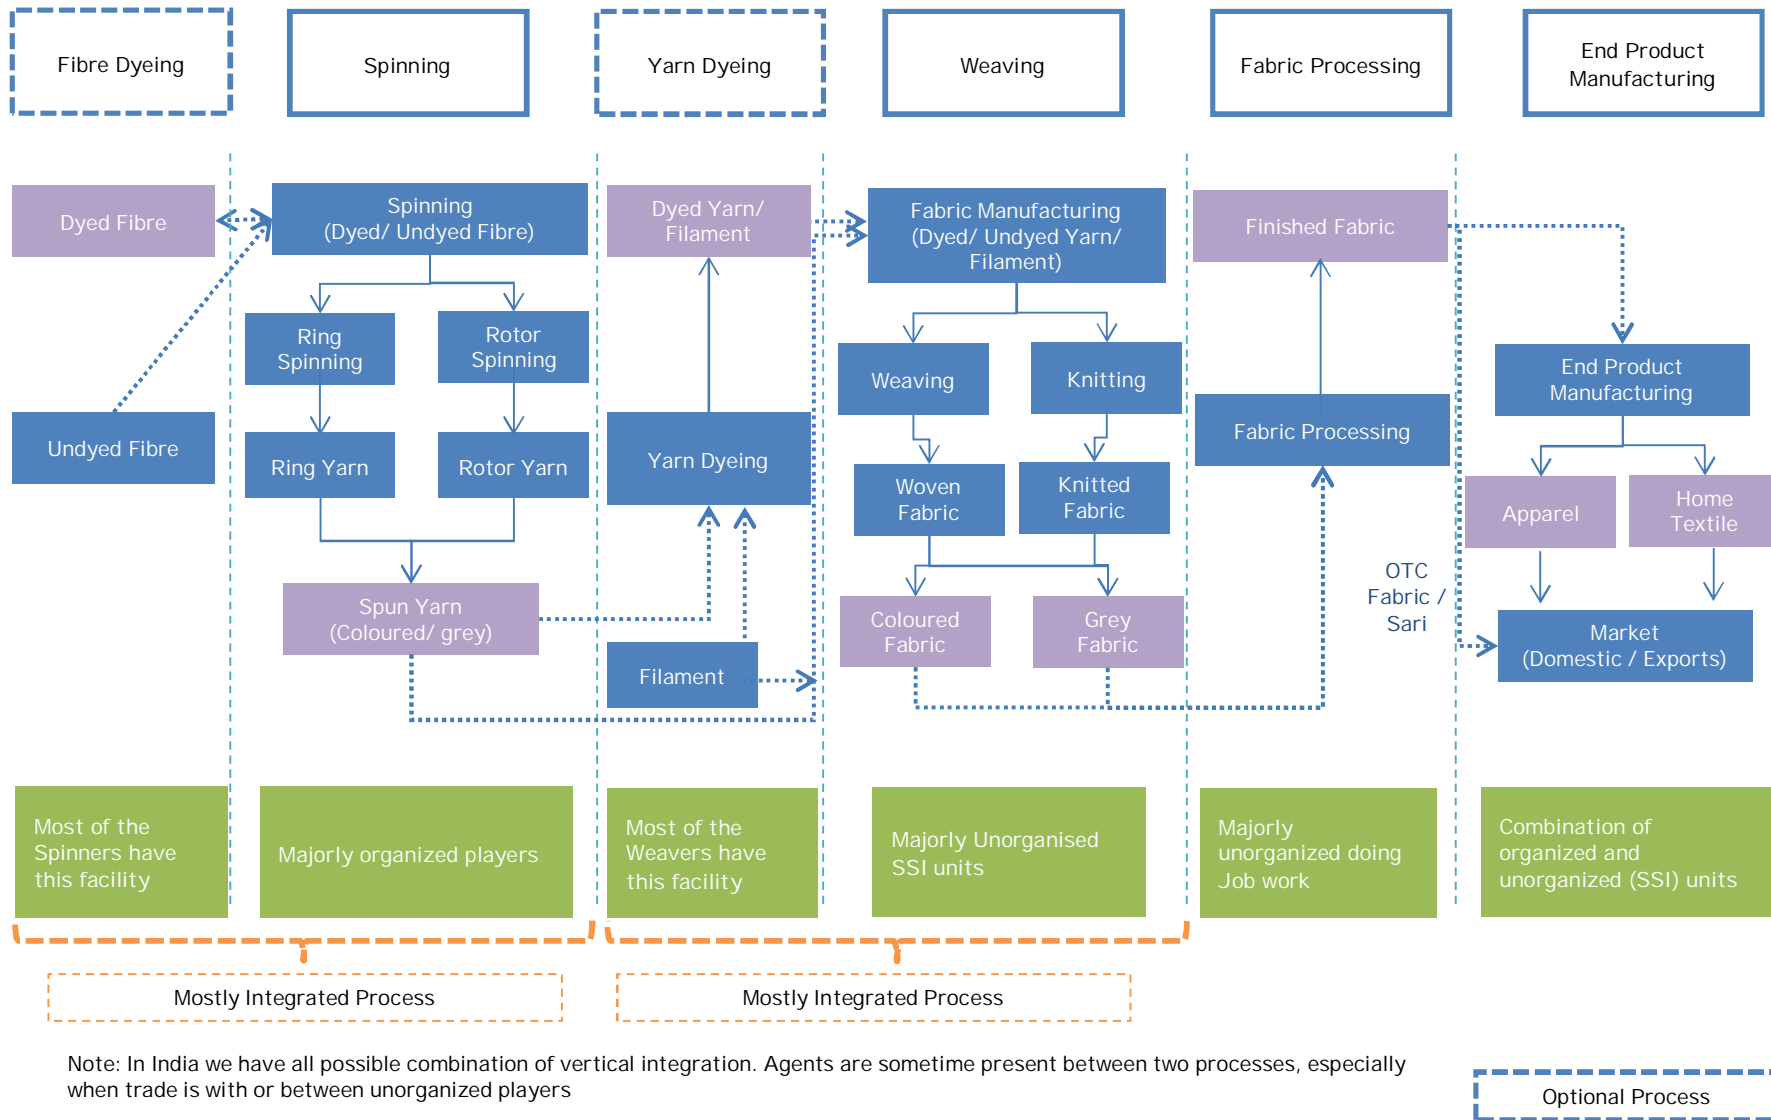 Fibre Dyeing
Spinning
Yarn Dyeing
Weaving
Fabric Processing
End Product
Manufacturing
Dyed Fibre
Undyed Fibre
Spinning
(Dyed/ Undyed Fibre)
Ring
Spinning
Rotor
Spinning
Ring Yarn
Rotor Yarn
Spun Yarn
(Coloured/ grey)
Dyed Yarn/
Filament
Yarn Dyeing
Filament
Fabric Manufacturing
(Dyed/ Undyed Yarn/
Filament)
Weaving
Knitting
Woven
Fabric
Knitted
Fabric
Coloured
Fabric
Grey
Fabric
Finished Fabric
Fabric Processing
OTC
Fabric /
Sari
End Product
Manufacturing
Apparel
Home
Textile
Market
(Domestic / Exports)
Most of the
Spinners have
this facility
Majorly organized players
Most of the
Weavers have
this facility
Majorly Unorganised
SSI units
Majorly
unorganized doing
Job work
Combination of
organized and
unorganized (SSI) units
Mostly Integrated Process
Mostly Integrated Process
Note: In India we have all possible combination of vertical integration. Agents are sometime present between two processes, especially
when trade is with or between unorganized players
Optional Process